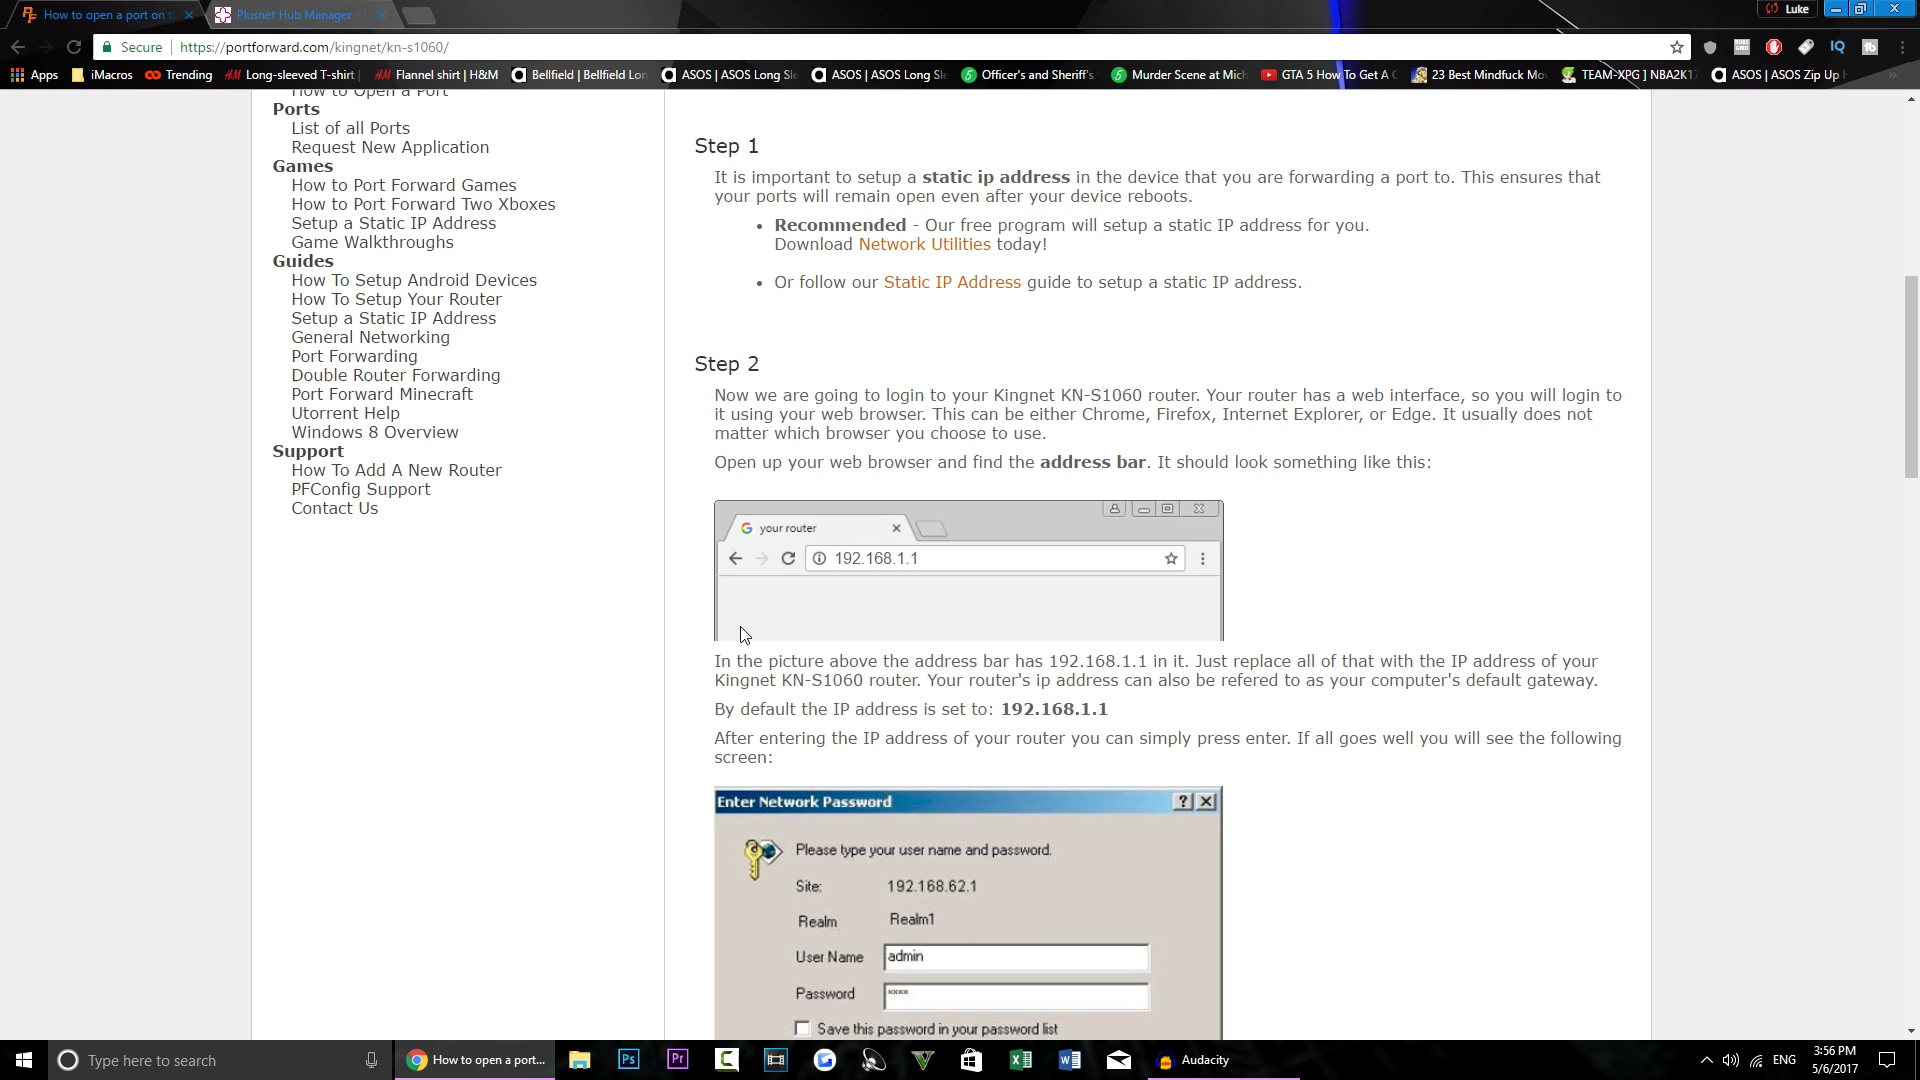 How to open a port on t
Plusnet Hub Manager -
Luke
Secure https://portforward.com/kingnet/kn-s1060/
Apps iMacros Trending Long-sleeved T-shirt Flannel shirt | H&M Bellfield | Bellfield Lon ASOS | ASOS Long Sle ASOS | ASOS Long Sle Officer's and Sheriff's Murder Scene at Mich GTA 5 How To Get A 23 Best Mindfuck Mo TEAM-XPG ] NBA2K17 ASOS | ASOS Zip Up
How to Open a Port
Ports
List of all Ports
Request New Application
Games
How to Port Forward Games
How to Port Forward Two Xboxes
Setup a Static IP Address
Game Walkthroughs
Guides
How To Setup Android Devices
How To Setup Your Router
Setup a Static IP Address
General Networking
Port Forwarding
Double Router Forwarding
Port Forward Minecraft
Utorrent Help
Windows 8 Overview
Support
How To Add A New Router
PFConfig Support
Contact Us
Step 1
It is important to setup a static ip address in the device that you are forwarding a port to. This ensures that
your ports will remain open even after your device reboots.
• Recommended - Our free program will setup a static IP address for you.
Download Network Utilities today!
• Or follow our Static IP Address guide to setup a static IP address.
Step 2
Now we are going to login to your Kingnet KN-S1060 router. Your router has a web interface, so you will login to
it using your web browser. This can be either Chrome, Firefox, Internet Explorer, or Edge. It usually does not
matter which browser you choose to use.
Open up your web browser and find the address bar. It should look something like this:
your router
192.168.1.1
In the picture above the address bar has 192.168.1.1 in it. Just replace all of that with the IP address of your
Kingnet KN-S1060 router. Your router's ip address can also be refered to as your computer's default gateway.
By default the IP address is set to: 192.168.1.1
After entering the IP address of your router you can simply press enter. If all goes well you will see the following
screen:
Enter Network Password
Please type your user name and password.
Site: 192.168.62.1
Realm Realm1
User Name admin
Password ****
Save this password in your password list
Type here to search
How to open a port...
Audacity
ENG
3:56 PM
5/6/2017